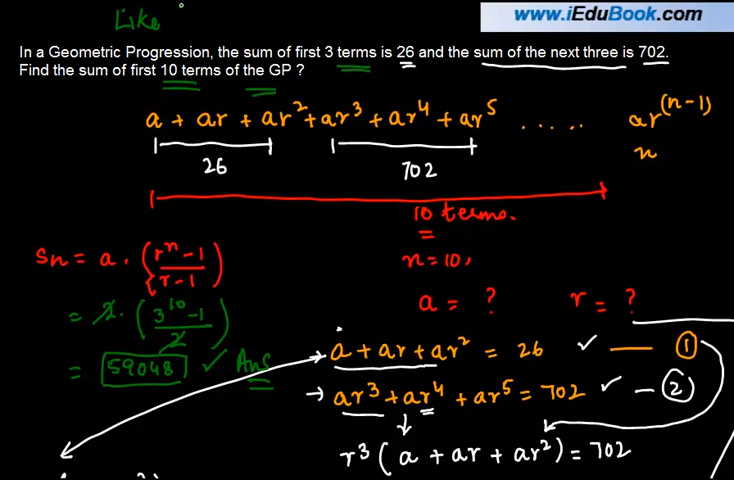 Like
www.iEduBook.com
In a Geometric Progression, the sum of first 3 terms is 26 and the sum of the next three is 702.
Find the sum of first 10 terms of the GP ?
a + ar + ar² + ar³ + ar⁴ + ar⁵ ..... ar^(n-1)
26 702 n
10 terms.
n = 10,
a = ? r = ?
Sn = a · (rⁿ - 1 / r - 1)
= 2 · (3¹⁰ - 1 / 2)
= 59048 ✓ Ans
a + ar + ar² = 26 ✓ — ①
→ ar³ + ar⁴ + ar⁵ = 702 ✓ — ②
r³ (a + ar + ar²) = 702